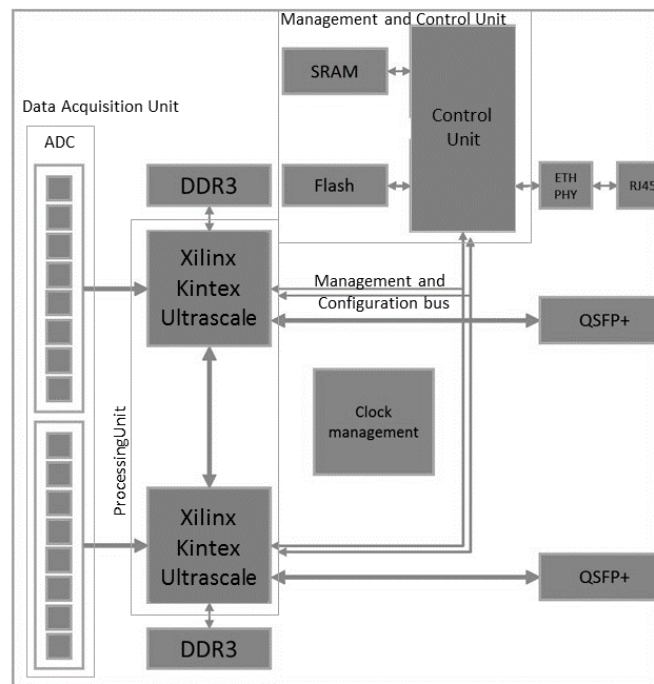 Management and Control Unit
SRAM
Control
Unit
Data Acquisition Unit
ADC
DDR3
Flash
ETH
PHY
RJ45
Xilinx
Kintex
Ultrascale
Management and
Configuration bus
QSFP+
ProcessingUnit
Clock
management
Xilinx
Kintex
Ultrascale
QSFP+
DDR3